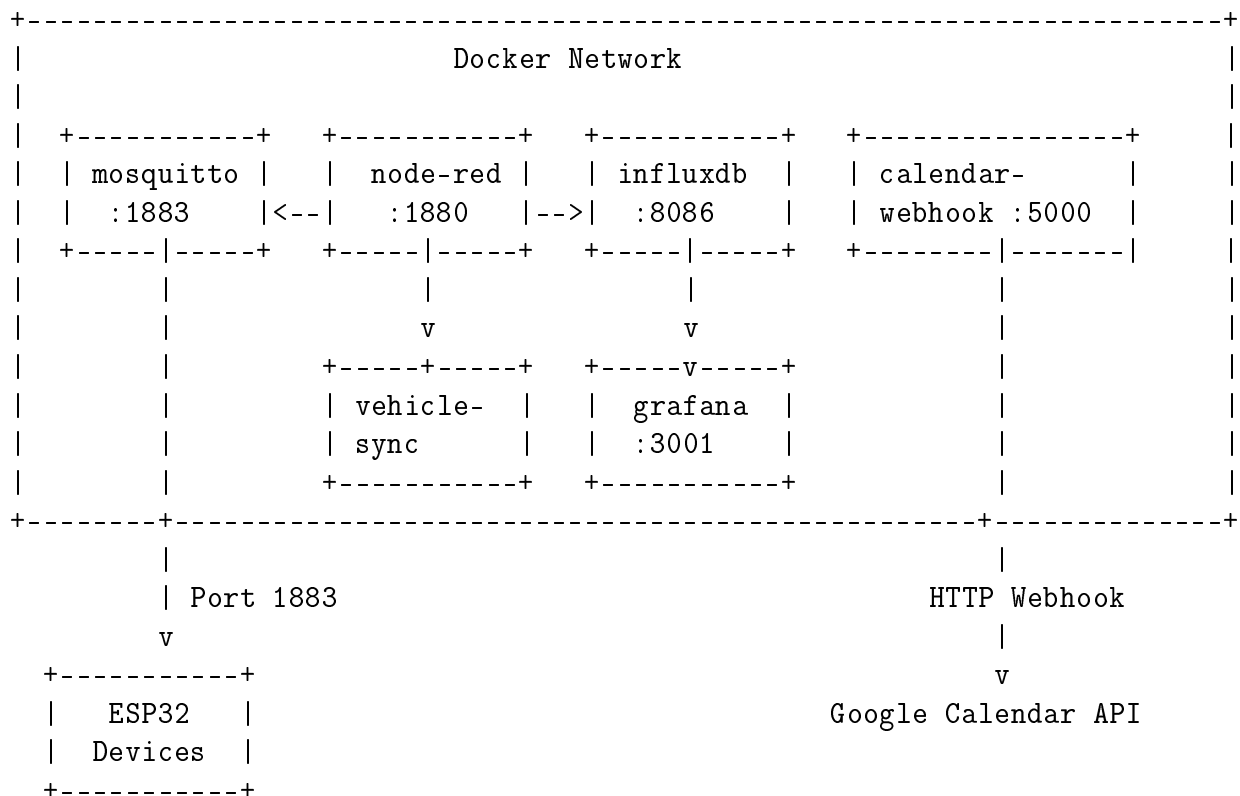 Docker Network
mosquitto node-red influxdb calendar-
:1883 <-- :1880 --> :8086 webhook :5000
v v
v
vehicle- grafana
sync :3001
Port 1883 HTTP Webhook
v
v
ESP32 Google Calendar API
Devices